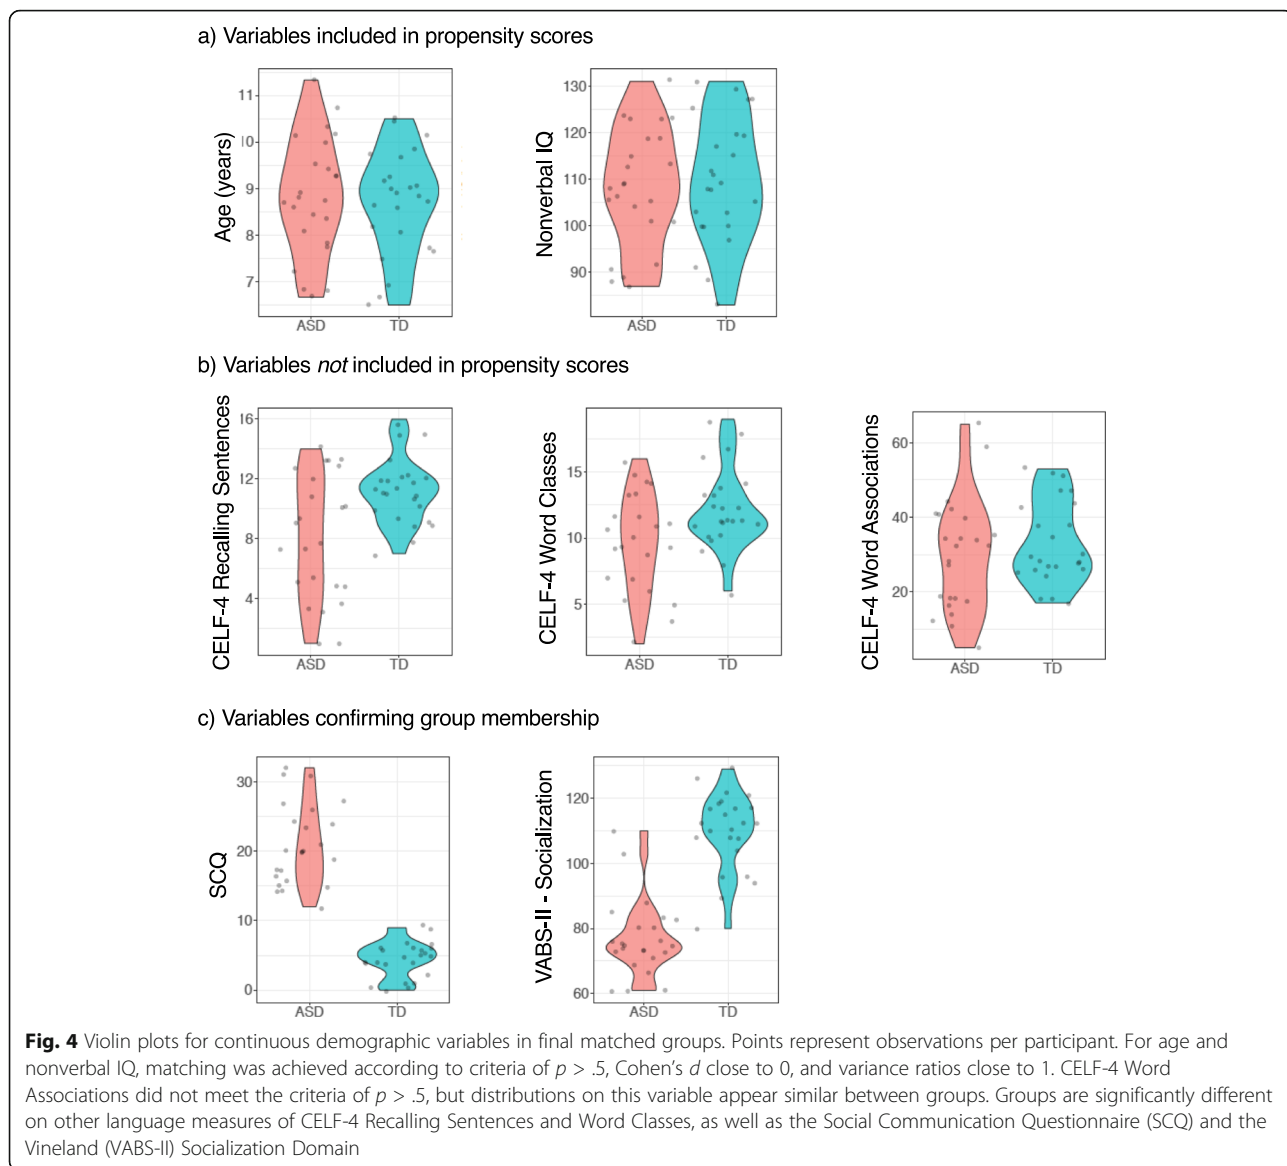 a) Variables included in propensity scores
Age (years)
11
10
9
8
7
ASD
TD
Nonverbal IQ
130
120
110
100
90
ASD
TD
b) Variables not included in propensity scores
CELF-4 Recalling Sentences
16
12
8
4
ASD
TD
CELF-4 Word Classes
15
10
5
ASD
TD
CELF-4 Word Associations
60
40
20
ASD
TD
c) Variables confirming group membership
SCQ
30
20
10
0
ASD
TD
VABS-II - Socialization
120
100
80
60
ASD
TD
Fig. 4 Violin plots for continuous demographic variables in final matched groups. Points represent observations per participant. For age and
nonverbal IQ, matching was achieved according to criteria of p > .5, Cohen's d close to 0, and variance ratios close to 1. CELF-4 Word
Associations did not meet the criteria of p > .5, but distributions on this variable appear similar between groups. Groups are significantly different
on other language measures of CELF-4 Recalling Sentences and Word Classes, as well as the Social Communication Questionnaire (SCQ) and the
Vineland (VABS-II) Socialization Domain